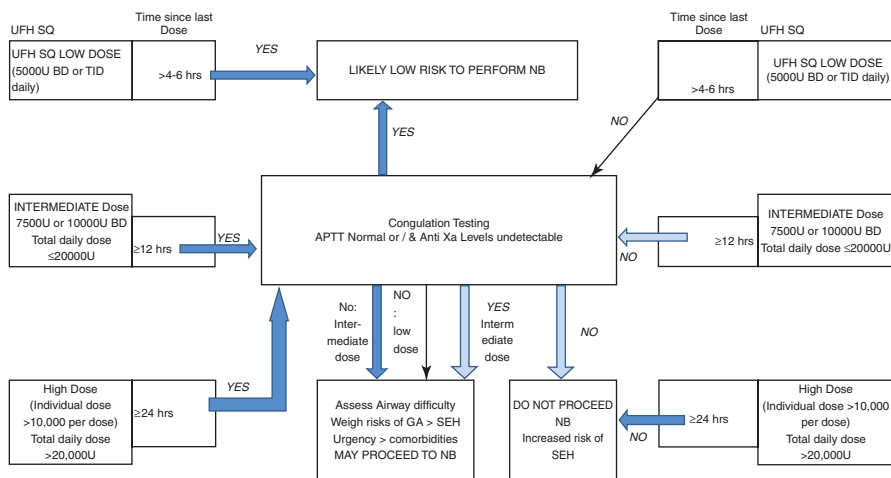 UFH SQ
Time since last
Dose
UFH SQ LOW DOSE
(5000U BD or TID
daily)
>4-6 hrs
YES
LIKELY LOW RISK TO PERFORM NB
Time since last
Dose
UFH SQ
>4-6 hrs
UFH SQ LOW DOSE
(5000U BD or TID
daily)
NO
YES
INTERMEDIATE Dose
7500U or 10000U BD
Total daily dose
≤20000U
≥12 hrs
YES
Congulation Testing
APTT Normal or / & Anti Xa Levels undetectable
NO
≥12 hrs
INTERMEDIATE Dose
7500U or 10000U BD
Total daily dose ≤20000U
No:
Inter-
mediate
dose
NO
:
low
dose
YES
Interm
ediate
dose
NO
High Dose
(Individual dose
>10,000 per dose)
Total daily dose
>20,000U
≥24 hrs
YES
Assess Airway difficulty
Weigh risks of GA > SEH
Urgency > comorbidities
MAY PROCEED TO NB
DO NOT PROCEED
NB
Increased risk of
SEH
NO
≥24 hrs
High Dose
(Individual dose >10,000
per dose)
Total daily dose
>20,000U